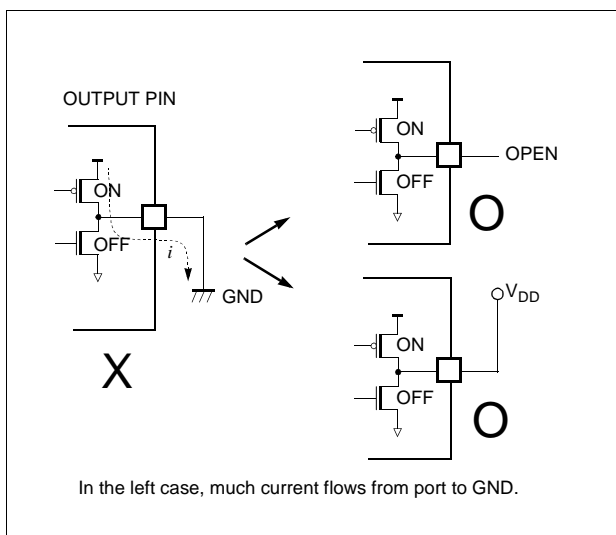 OUTPUT PIN
ON
OFF
i
GND
X
ON
OFF
OPEN
O
V_DD
ON
OFF
O
In the left case, much current flows from port to GND.